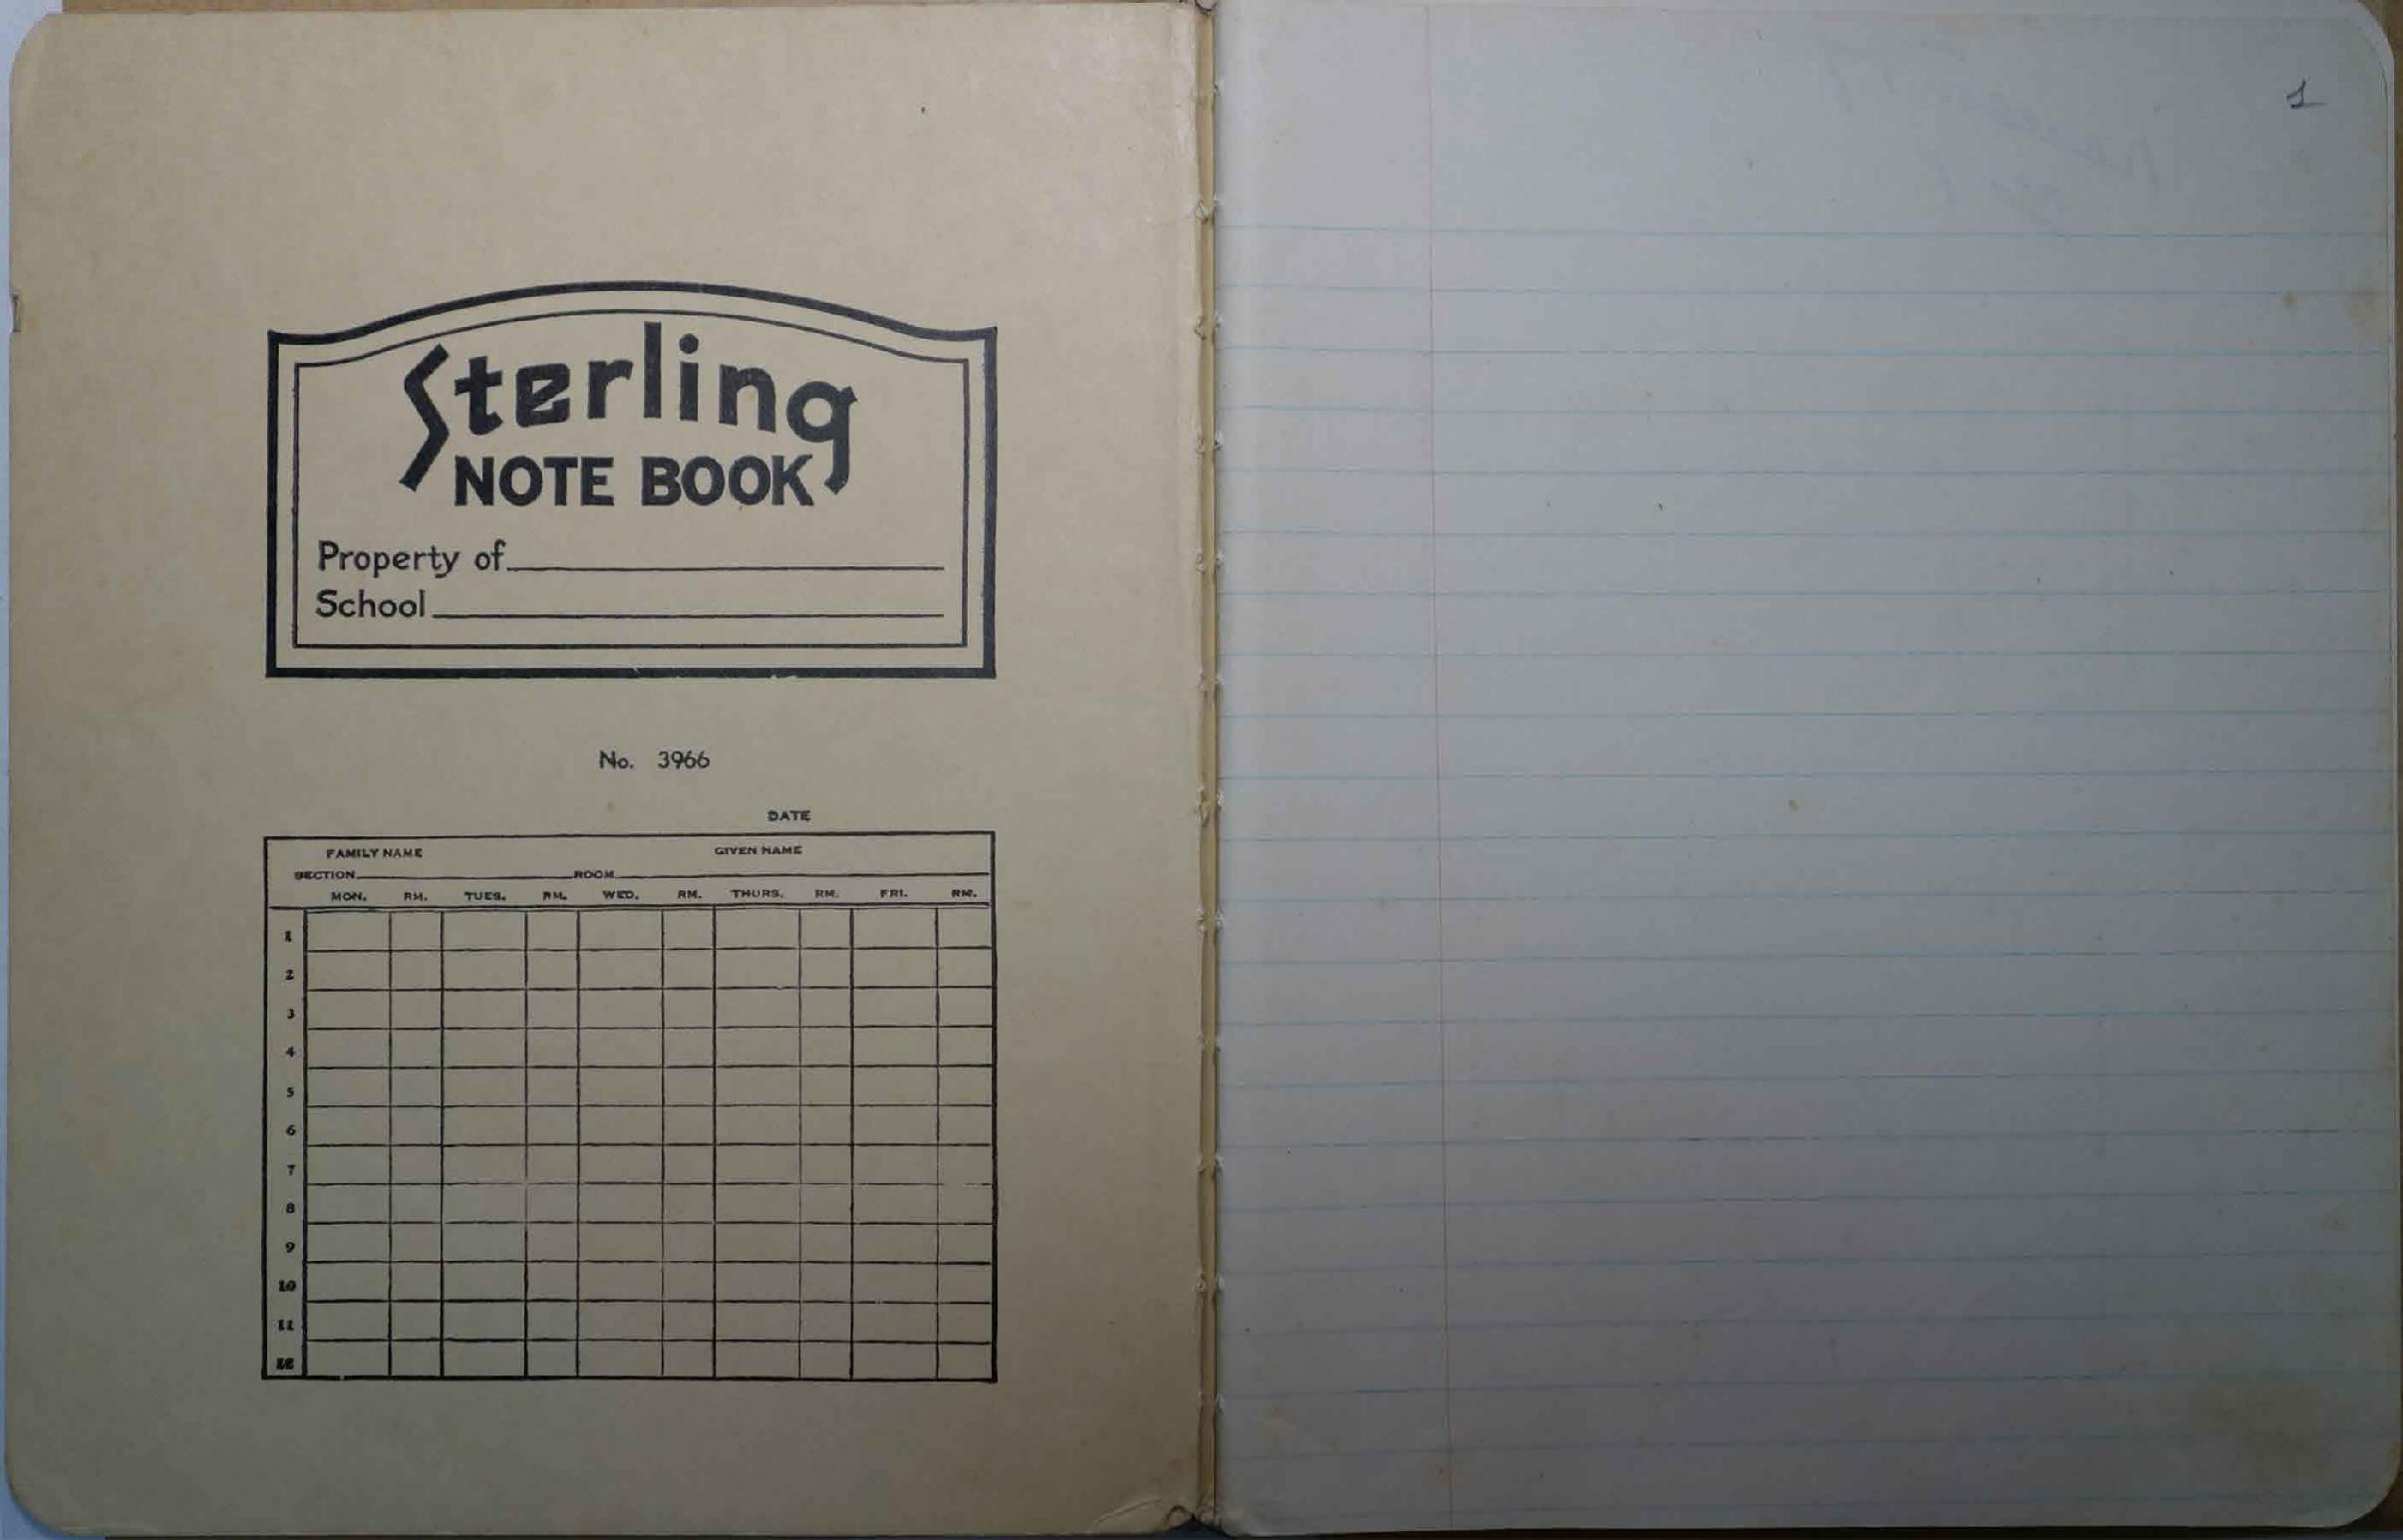 Sterling
NOTE BOOK
Property of
School
No. 3966
DATE
FAMILY NAME GIVEN NAME
SECTION ROOM
MON. RM. TUES. RM. WED. RM. THURS. RM. FRI. RM.
1
2
3
4
5
6
7
8
9
10
11
12
1